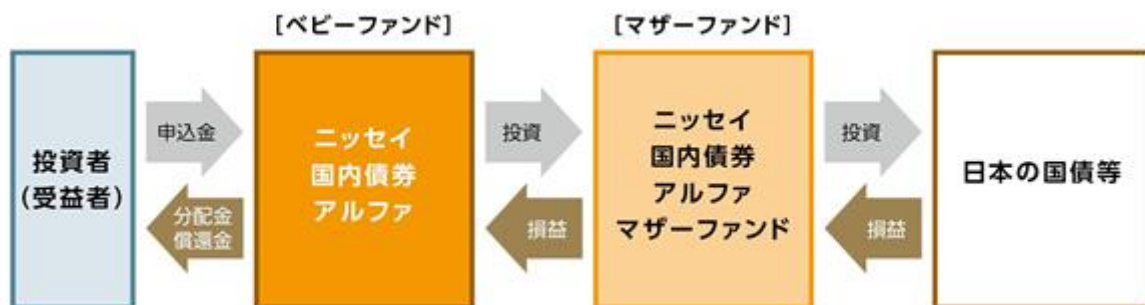 [ベビーファンド]
[マザーファンド]
投資者
(受益者)
申込金
分配金
償還金
ニッセイ
国内債券
アルファ
投資
損益
ニッセイ
国内債券
アルファ
マザーファンド
投資
損益
日本の国債等